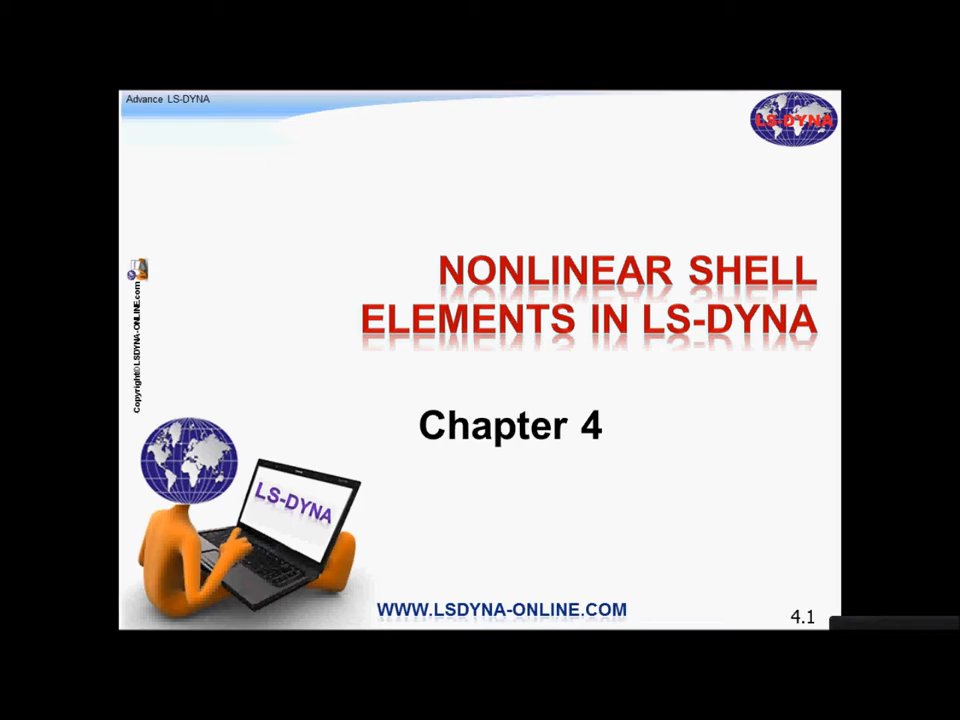 Advance LS-DYNA
LS-DYNA
NONLINEAR SHELL
ELEMENTS IN LS-DYNA
Copyright©LSDYNA-ONLINE.com
Chapter 4
LS-DYNA
WWW.LSDYNA-ONLINE.COM
4.1